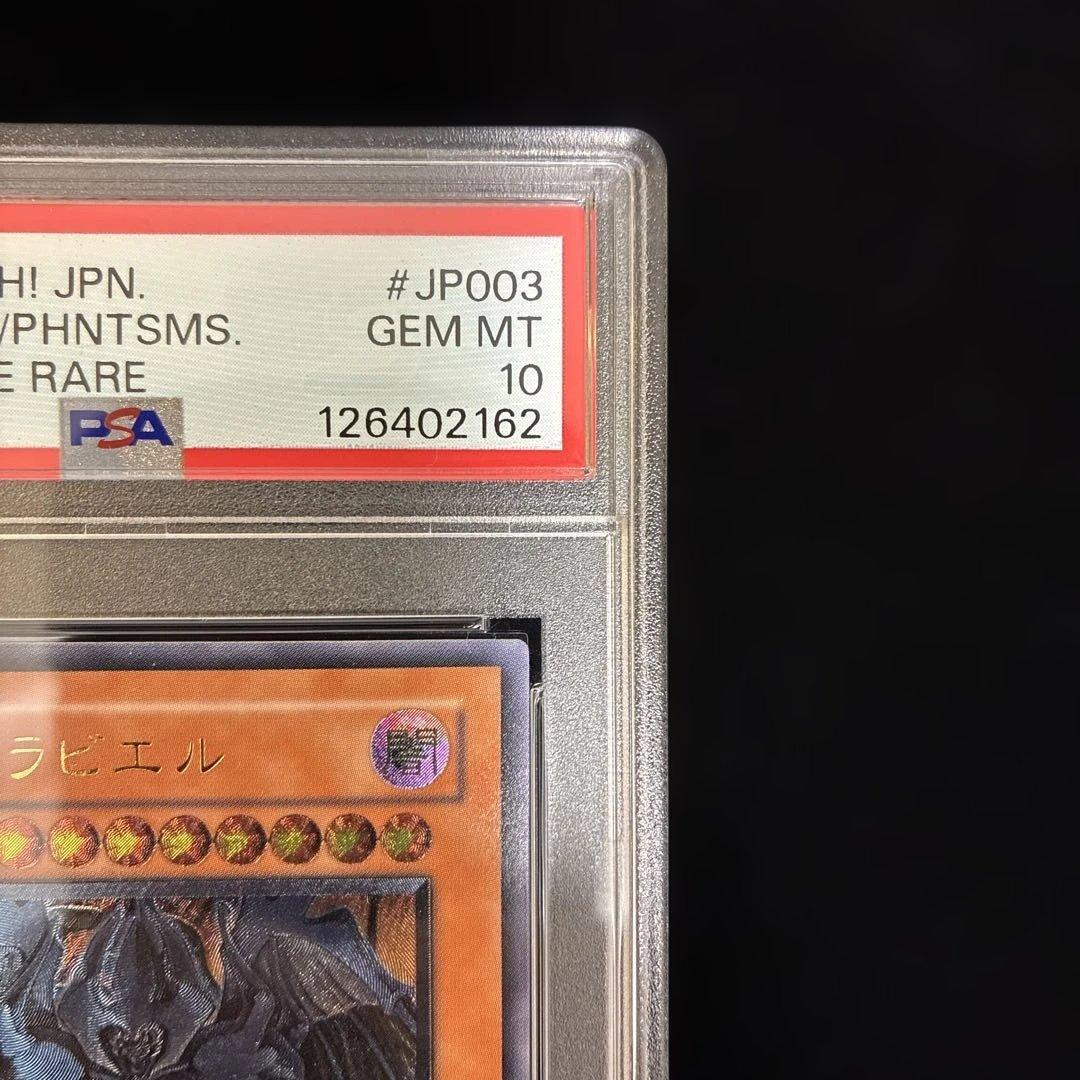 H! JPN. #JP003
/PHNTSMS. GEM MT
E RARE 10
PSA 126402162
ラビエル 闇